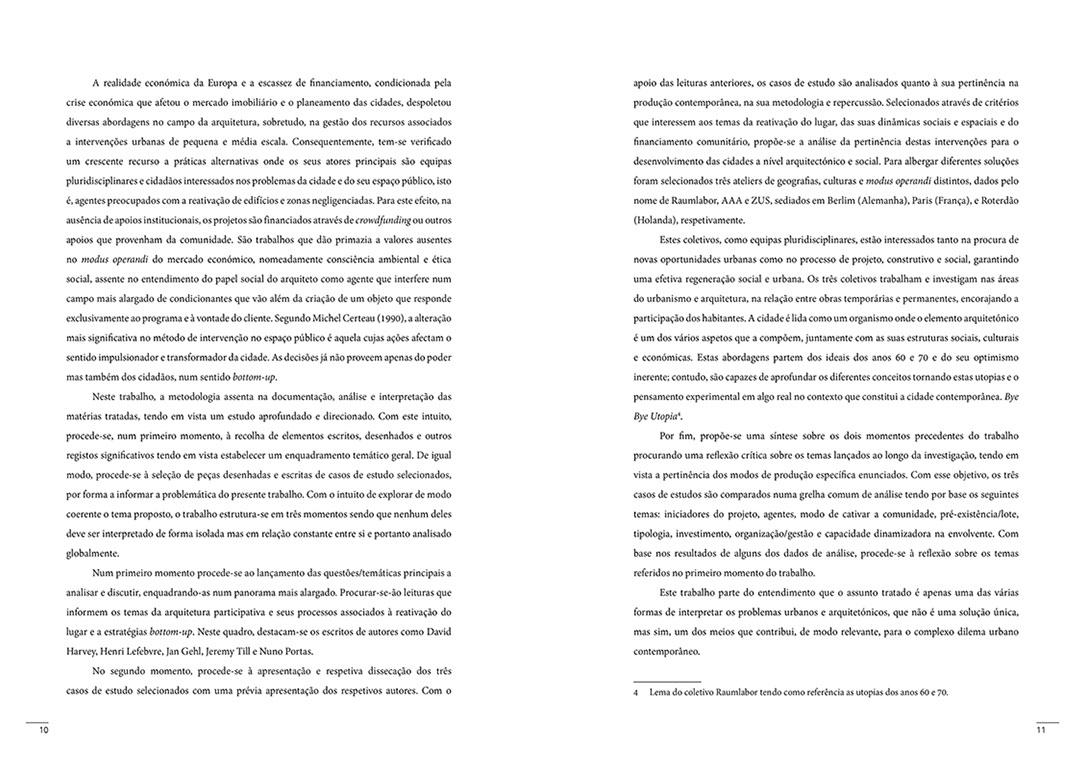 A realidade económica da Europa e a escassez de financiamento, condicionada pela
crise económica que afetou o mercado imobiliário e o planeamento das cidades, despoletou
diversas abordagens no campo da arquitetura, sobretudo, na gestão dos recursos associados
a intervenções urbanas de pequena e média escala. Consequentemente, tem-se verificado
um crescente recurso a práticas alternativas onde os seus atores principais são equipas
pluridisciplinares e cidadãos interessados nos problemas da cidade e do seu espaço público, isto
é, agentes preocupados com a reativação de edifícios e zonas negligenciadas. Para este efeito, na
ausência de apoios institucionais, os projetos são financiados através de crowdfunding ou outros
apoios que provenham da comunidade. São trabalhos que dão primazia a valores ausentes
no modus operandi do mercado económico, nomeadamente consciência ambiental e ética
social, assente no entendimento do papel social do arquiteto como agente que interfere num
campo mais alargado de condicionantes que vão além da criação de um objeto que responde
exclusivamente ao programa e à vontade do cliente. Segundo Michel Certeau (1990), a alteração
mais significativa no método de intervenção no espaço público é aquela cujas ações afectam o
sentido impulsionador e transformador da cidade. As decisões já não proveem apenas do poder
mas também dos cidadãos, num sentido bottom-up.
Neste trabalho, a metodologia assenta na documentação, análise e interpretação das
matérias tratadas, tendo em vista um estudo aprofundado e direcionado. Com este intuito,
procede-se, num primeiro momento, à recolha de elementos escritos, desenhados e outros
registos significativos tendo em vista estabelecer um enquadramento temático geral. De igual
modo, procede-se à seleção de peças desenhadas e escritas de casos de estudo selecionados,
por forma a informar a problemática do presente trabalho. Com o intuito de explorar de modo
coerente o tema proposto, o trabalho estrutura-se em três momentos sendo que nenhum deles
deve ser interpretado de forma isolada mas em relação constante entre si e portanto analisado
globalmente.
Num primeiro momento procede-se ao lançamento das questões/temáticas principais a
analisar e discutir, enquadrando-as num panorama mais alargado. Procurar-se-ão leituras que
informem os temas da arquitetura participativa e seus processos associados à reativação do
lugar e a estratégias bottom-up. Neste quadro, destacam-se os escritos de autores como David
Harvey, Henri Lefebvre, Jan Gehl, Jeremy Till e Nuno Portas.
No segundo momento, procede-se à apresentação e respetiva dissecação dos três
casos de estudo selecionados com uma prévia apresentação dos respetivos autores. Com o
10
apoio das leituras anteriores, os casos de estudo são analisados quanto à sua pertinência na
produção contemporânea, na sua metodologia e repercussão. Selecionados através de critérios
que interessem aos temas da reativação do lugar, das suas dinâmicas sociais e espaciais e do
financiamento comunitário, propõe-se a análise da pertinência destas intervenções para o
desenvolvimento das cidades a nível arquitectónico e social. Para albergar diferentes soluções
foram selecionados três ateliers de geografias, culturas e modus operandi distintos, dados pelo
nome de Raumlabor, AAA e ZUS, sediados em Berlim (Alemanha), Paris (França), e Roterdão
(Holanda), respetivamente.
Estes coletivos, como equipas pluridisciplinares, estão interessados tanto na procura de
novas oportunidades urbanas como no processo de projeto, construtivo e social, garantindo
uma efetiva regeneração social e urbana. Os três coletivos trabalham e investigam nas áreas
do urbanismo e arquitetura, na relação entre obras temporárias e permanentes, encorajando a
participação dos habitantes. A cidade é lida como um organismo onde o elemento arquitetónico
é um dos vários aspetos que a compõem, juntamente com as suas estruturas sociais, culturais
e económicas. Estas abordagens partem dos ideais dos anos 60 e 70 e do seu optimismo
inerente; contudo, são capazes de aprofundar os diferentes conceitos tornando estas utopias e o
pensamento experimental em algo real no contexto que constitui a cidade contemporânea. Bye
Bye Utopia⁴.
Por fim, propõe-se uma síntese sobre os dois momentos precedentes do trabalho
procurando uma reflexão crítica sobre os temas lançados ao longo da investigação, tendo em
vista a pertinência dos modos de produção específica enunciados. Com esse objetivo, os três
casos de estudos são comparados numa grelha comum de análise tendo por base os seguintes
temas: iniciadores do projeto, agentes, modo de cativar a comunidade, pré-existência/lote,
tipologia, investimento, organização/gestão e capacidade dinamizadora na envolvente. Com
base nos resultados de alguns dos dados de análise, procede-se à reflexão sobre os temas
referidos no primeiro momento do trabalho.
Este trabalho parte do entendimento que o assunto tratado é apenas uma das várias
formas de interpretar os problemas urbanos e arquitetónicos, que não é uma solução única,
mas sim, um dos meios que contribui, de modo relevante, para o complexo dilema urbano
contemporâneo.
4 Lema do coletivo Raumlabor tendo como referência as utopias dos anos 60 e 70.
11